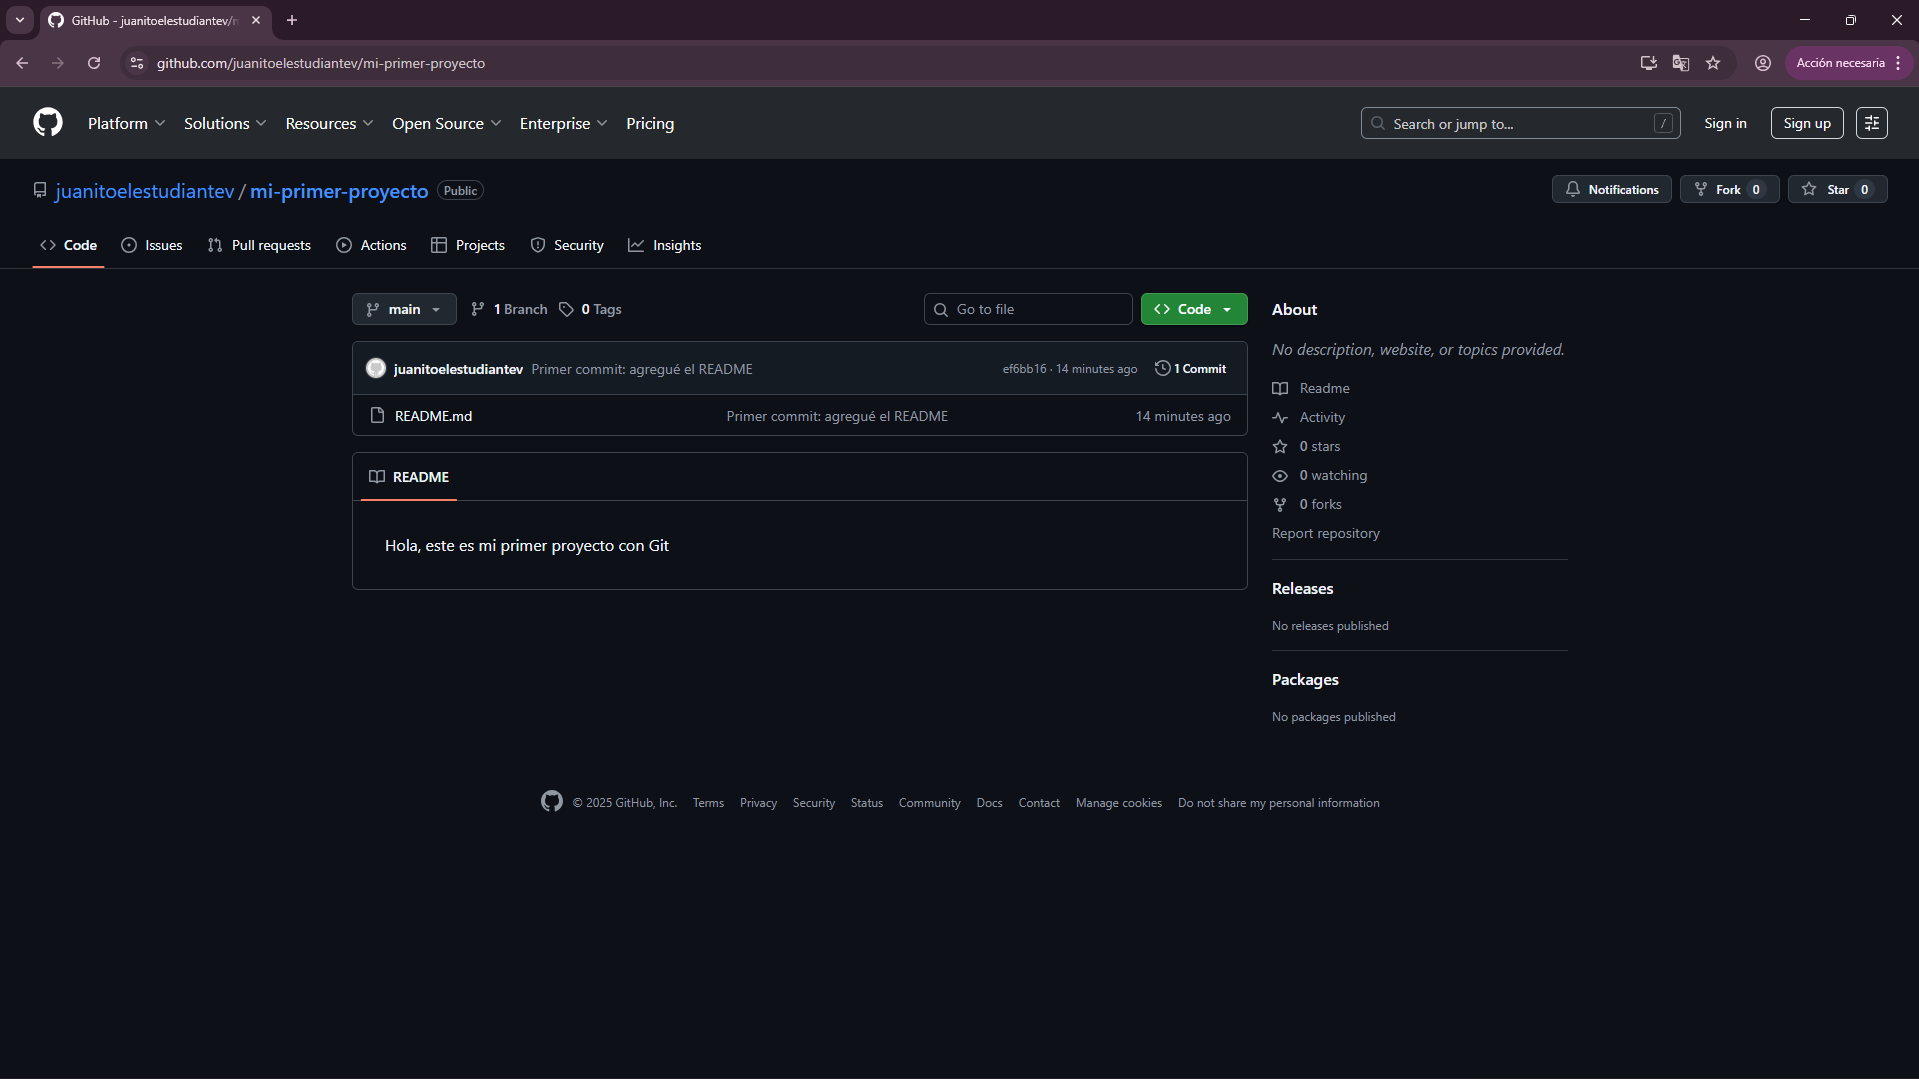 GitHub - juanitoelestudiantev/
github.com/juanitoelestudiantev/mi-primer-proyecto
Acción necesaria
Platform Solutions Resources Open Source Enterprise Pricing
Search or jump to... /
Sign in Sign up
juanitoelestudiantev / mi-primer-proyecto Public
Notifications Fork 0 Star 0
Code Issues Pull requests Actions Projects Security Insights
main 1 Branch 0 Tags Go to file Code
juanitoelestudiantev Primer commit: agregué el README ef6bb16 · 14 minutes ago 1 Commit
README.md Primer commit: agregué el README 14 minutes ago
README
Hola, este es mi primer proyecto con Git
About
No description, website, or topics provided.
Readme
Activity
0 stars
0 watching
0 forks
Report repository
Releases
No releases published
Packages
No packages published
© 2025 GitHub, Inc. Terms Privacy Security Status Community Docs Contact Manage cookies Do not share my personal information